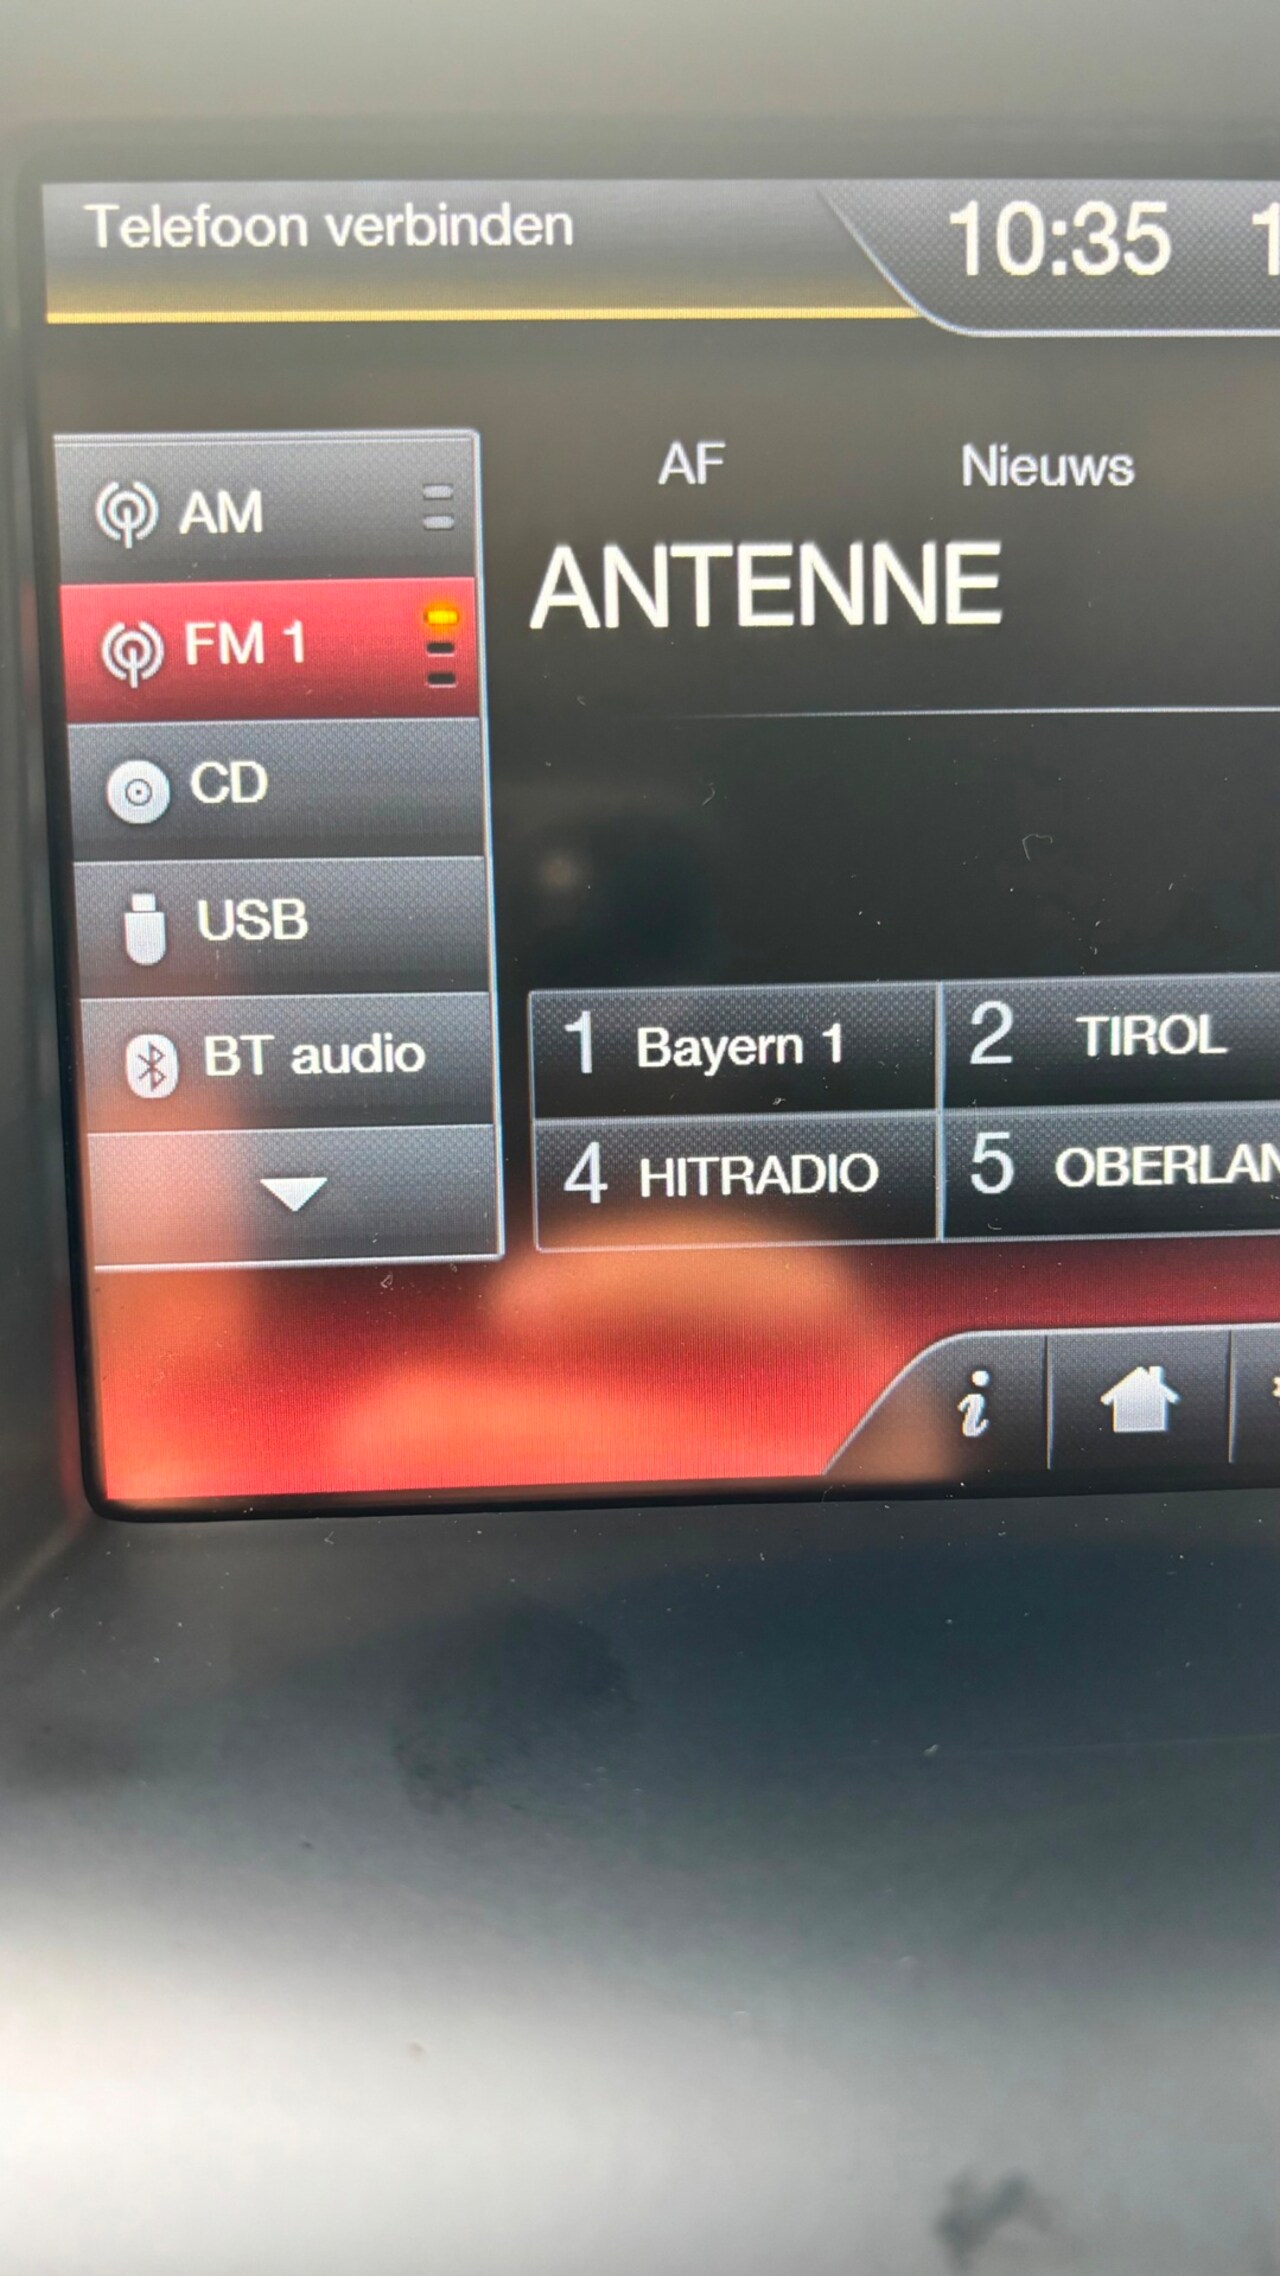 Telefoon verbinden
10:35
AF Nieuws
ANTENNE
AM
FM 1
CD
USB
BT audio
1 Bayern 1
2 TIROL
4 HITRADIO
5 OBERLAN
i